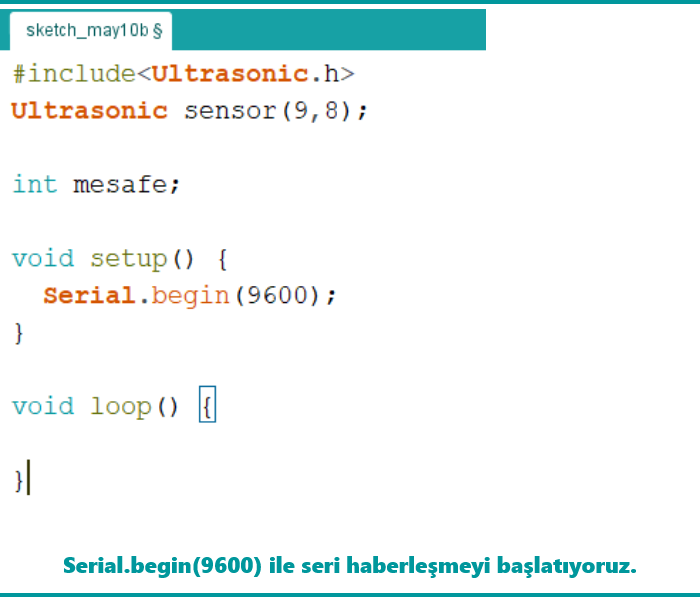 sketch_may10b §
#include<Ultrasonic.h>
Ultrasonic sensor(9,8);
int mesafe;
void setup() {
  Serial.begin(9600);
}
void loop() {
}
Serial.begin(9600) ile seri haberleşmeyi başlatıyoruz.